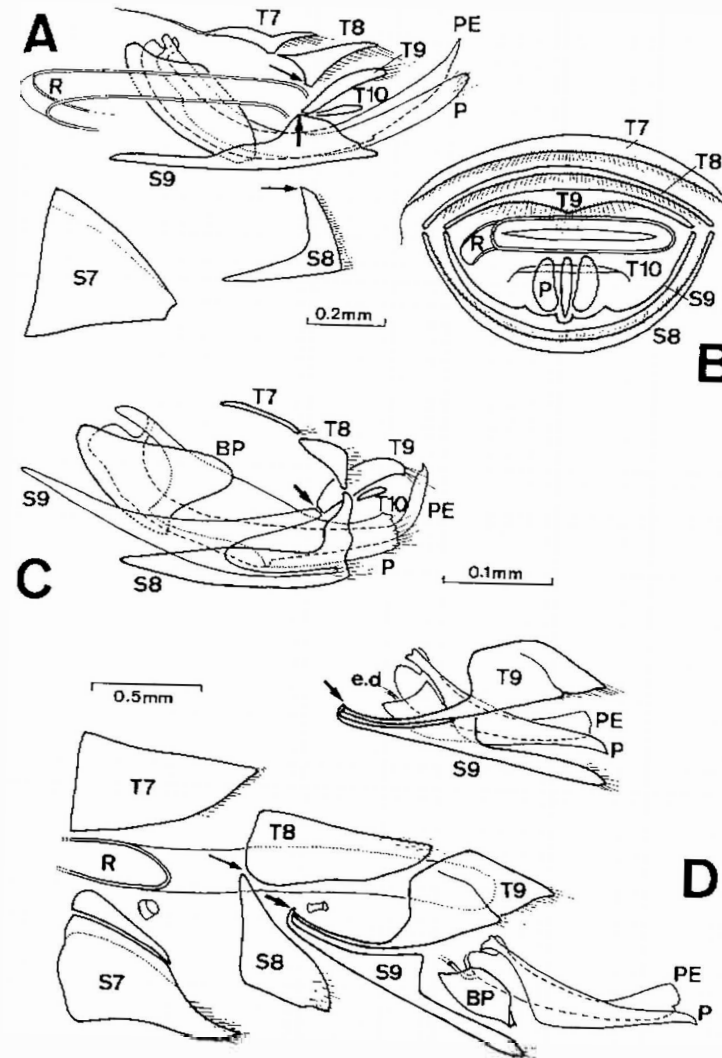 A
T7
T8
PE
T9
R
T10
P
S9
S7
S8
0.2mm
T7
T8
T9
R
T10
P
S9
S8
B
T7
T8
BP
T9
S9
T10
PE
C
S8
P
0.1mm
0.5mm
e.d
T9
PE
P
S9
T7
T8
R
T9
D
S8
S9
S7
BP
PE
P